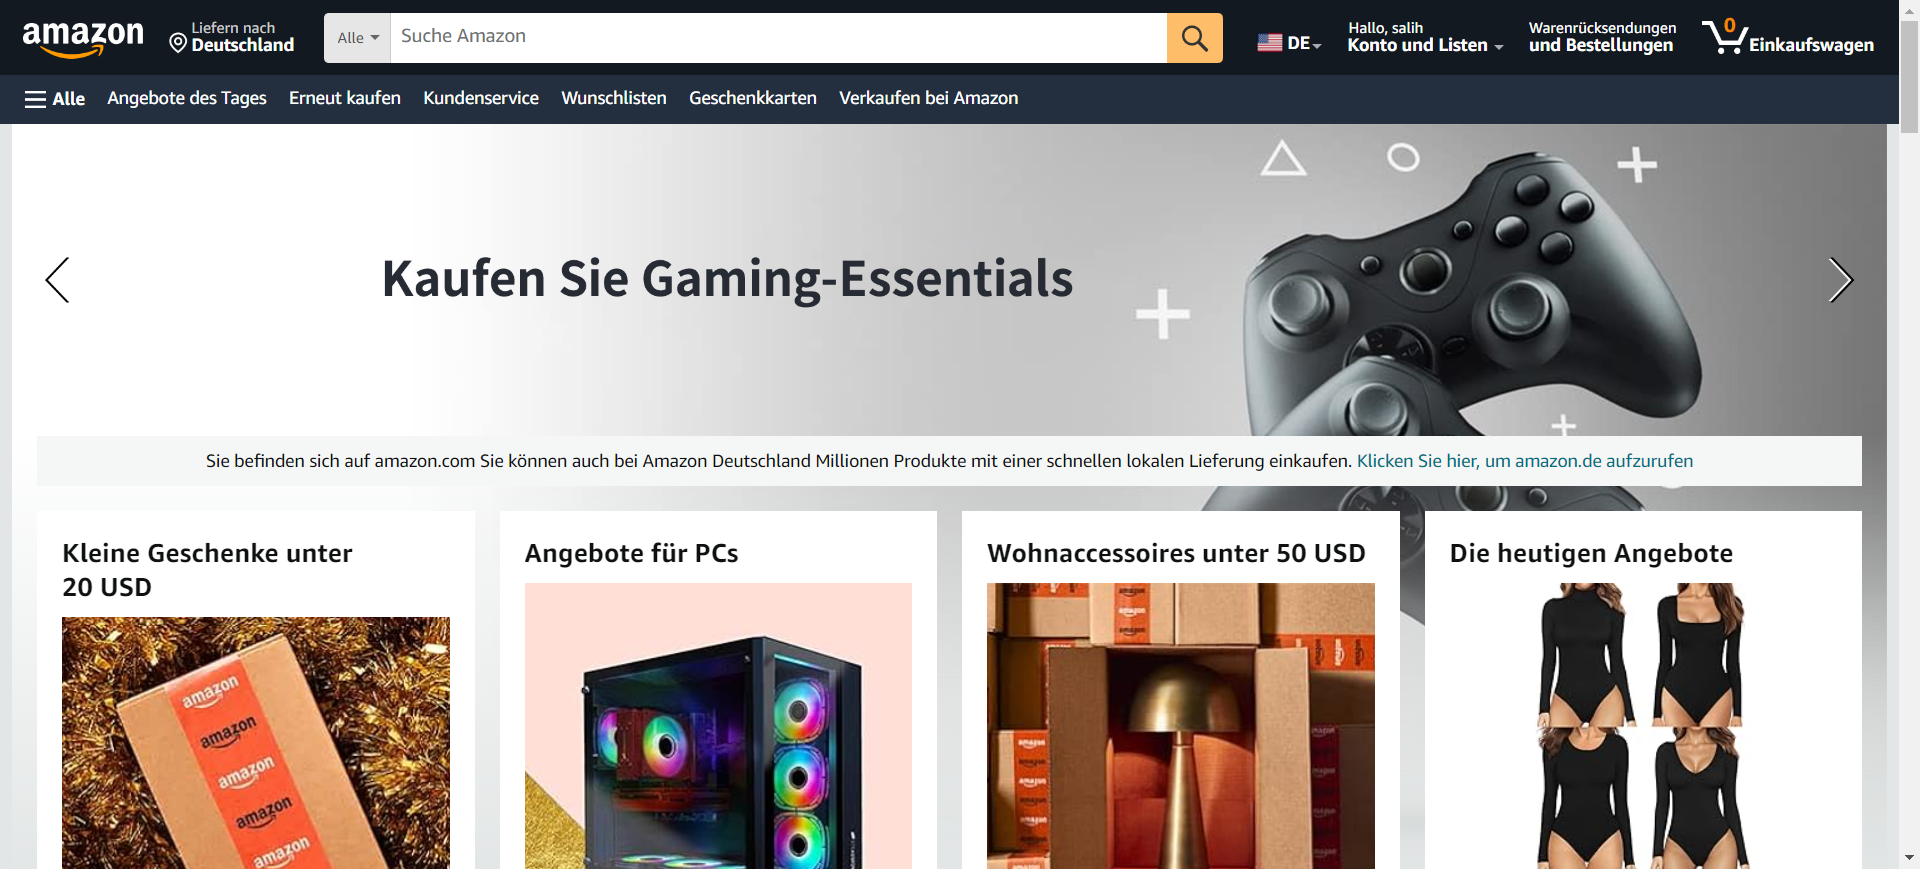 amazon
Liefern nach
Deutschland
Alle
Suche Amazon
DE
Hallo, salih
Konto und Listen
Warenrücksendungen
und Bestellungen
0
Einkaufswagen
Alle
Angebote des Tages
Erneut kaufen
Kundenservice
Wunschlisten
Geschenkkarten
Verkaufen bei Amazon
Kaufen Sie Gaming-Essentials
Sie befinden sich auf amazon.com Sie können auch bei Amazon Deutschland Millionen Produkte mit einer schnellen lokalen Lieferung einkaufen. Klicken Sie hier, um amazon.de aufzurufen
Kleine Geschenke unter
20 USD
Angebote für PCs
Wohnaccessoires unter 50 USD
Die heutigen Angebote
amazon
amazon
amazon
amazon
amazon
amazon
amazon
amazon